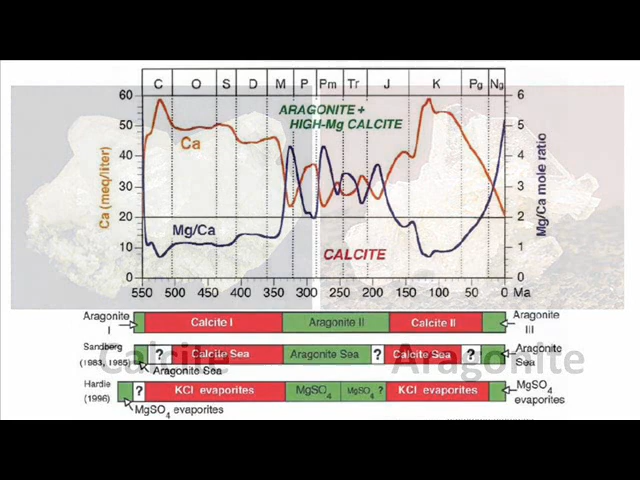 C O S D M P Pm Tr J K Pg Ng
60 6
ARAGONITE +
HIGH-Mg CALCITE
50 5
Ca
40 4
Ca (meq/liter)
Mg/Ca mole ratio
30 3
20 2
Mg/Ca
10 1
CALCITE
0 0
550 500 450 400 350 300 250 200 150 100 50 0 Ma
Aragonite I Calcite I Aragonite II Calcite II Aragonite III
Sandberg (1983, 1985) ? Calcite Sea Aragonite Sea ? Calcite Sea ? Aragonite Sea
Aragonite Sea
Calcite Aragonite
Hardie (1996) ? KCl evaporites MgSO4 MgSO4 ? KCl evaporites MgSO4 evaporites
MgSO4 evaporites